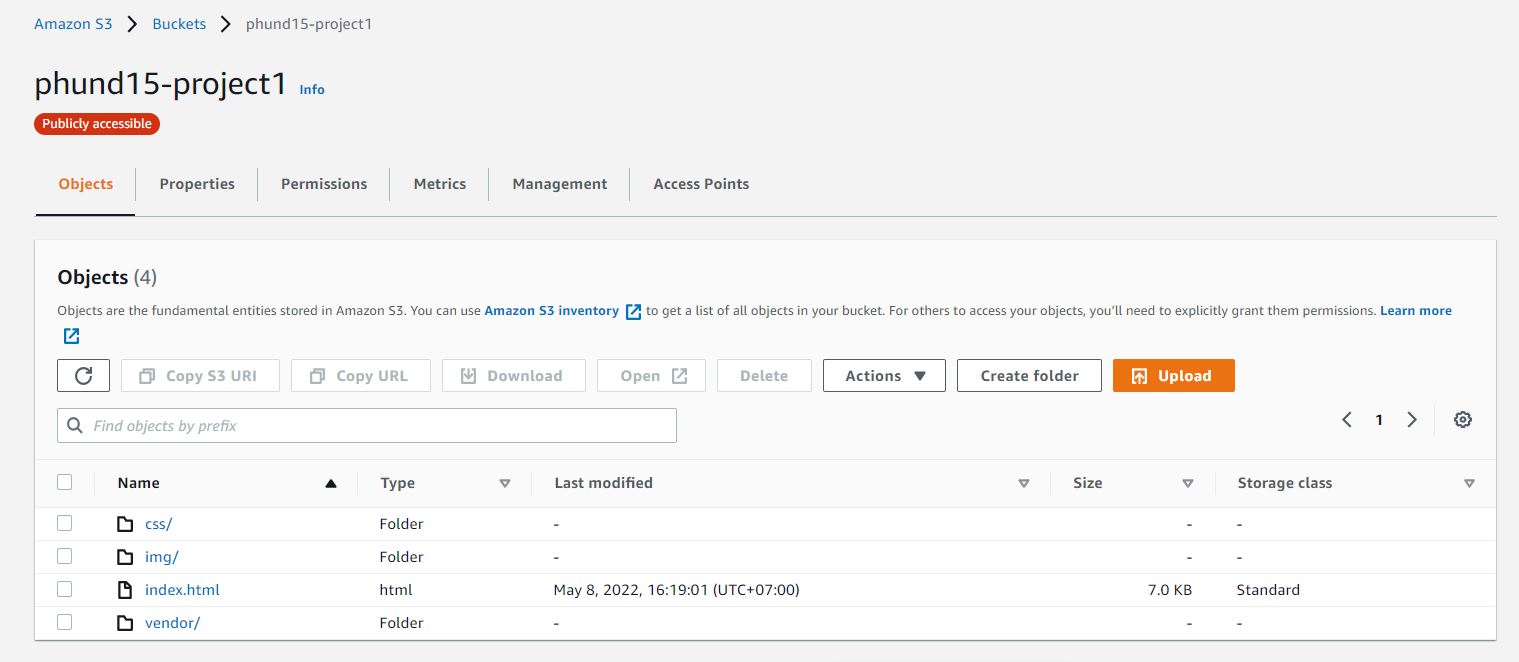 Amazon S3 Buckets phund15-project1
phund15-project1 Info
Publicly accessible
Objects Properties Permissions Metrics Management Access Points
Objects (4)
Objects are the fundamental entities stored in Amazon S3. You can use Amazon S3 inventory to get a list of all objects in your bucket. For others to access your objects, you'll need to explicitly grant them permissions. Learn more
Copy S3 URI Copy URL Download Open Delete Actions Create folder Upload
Find objects by prefix 1
Name Type Last modified Size Storage class
css/ Folder - - -
img/ Folder - - -
index.html html May 8, 2022, 16:19:01 (UTC+07:00) 7.0 KB Standard
vendor/ Folder - - -